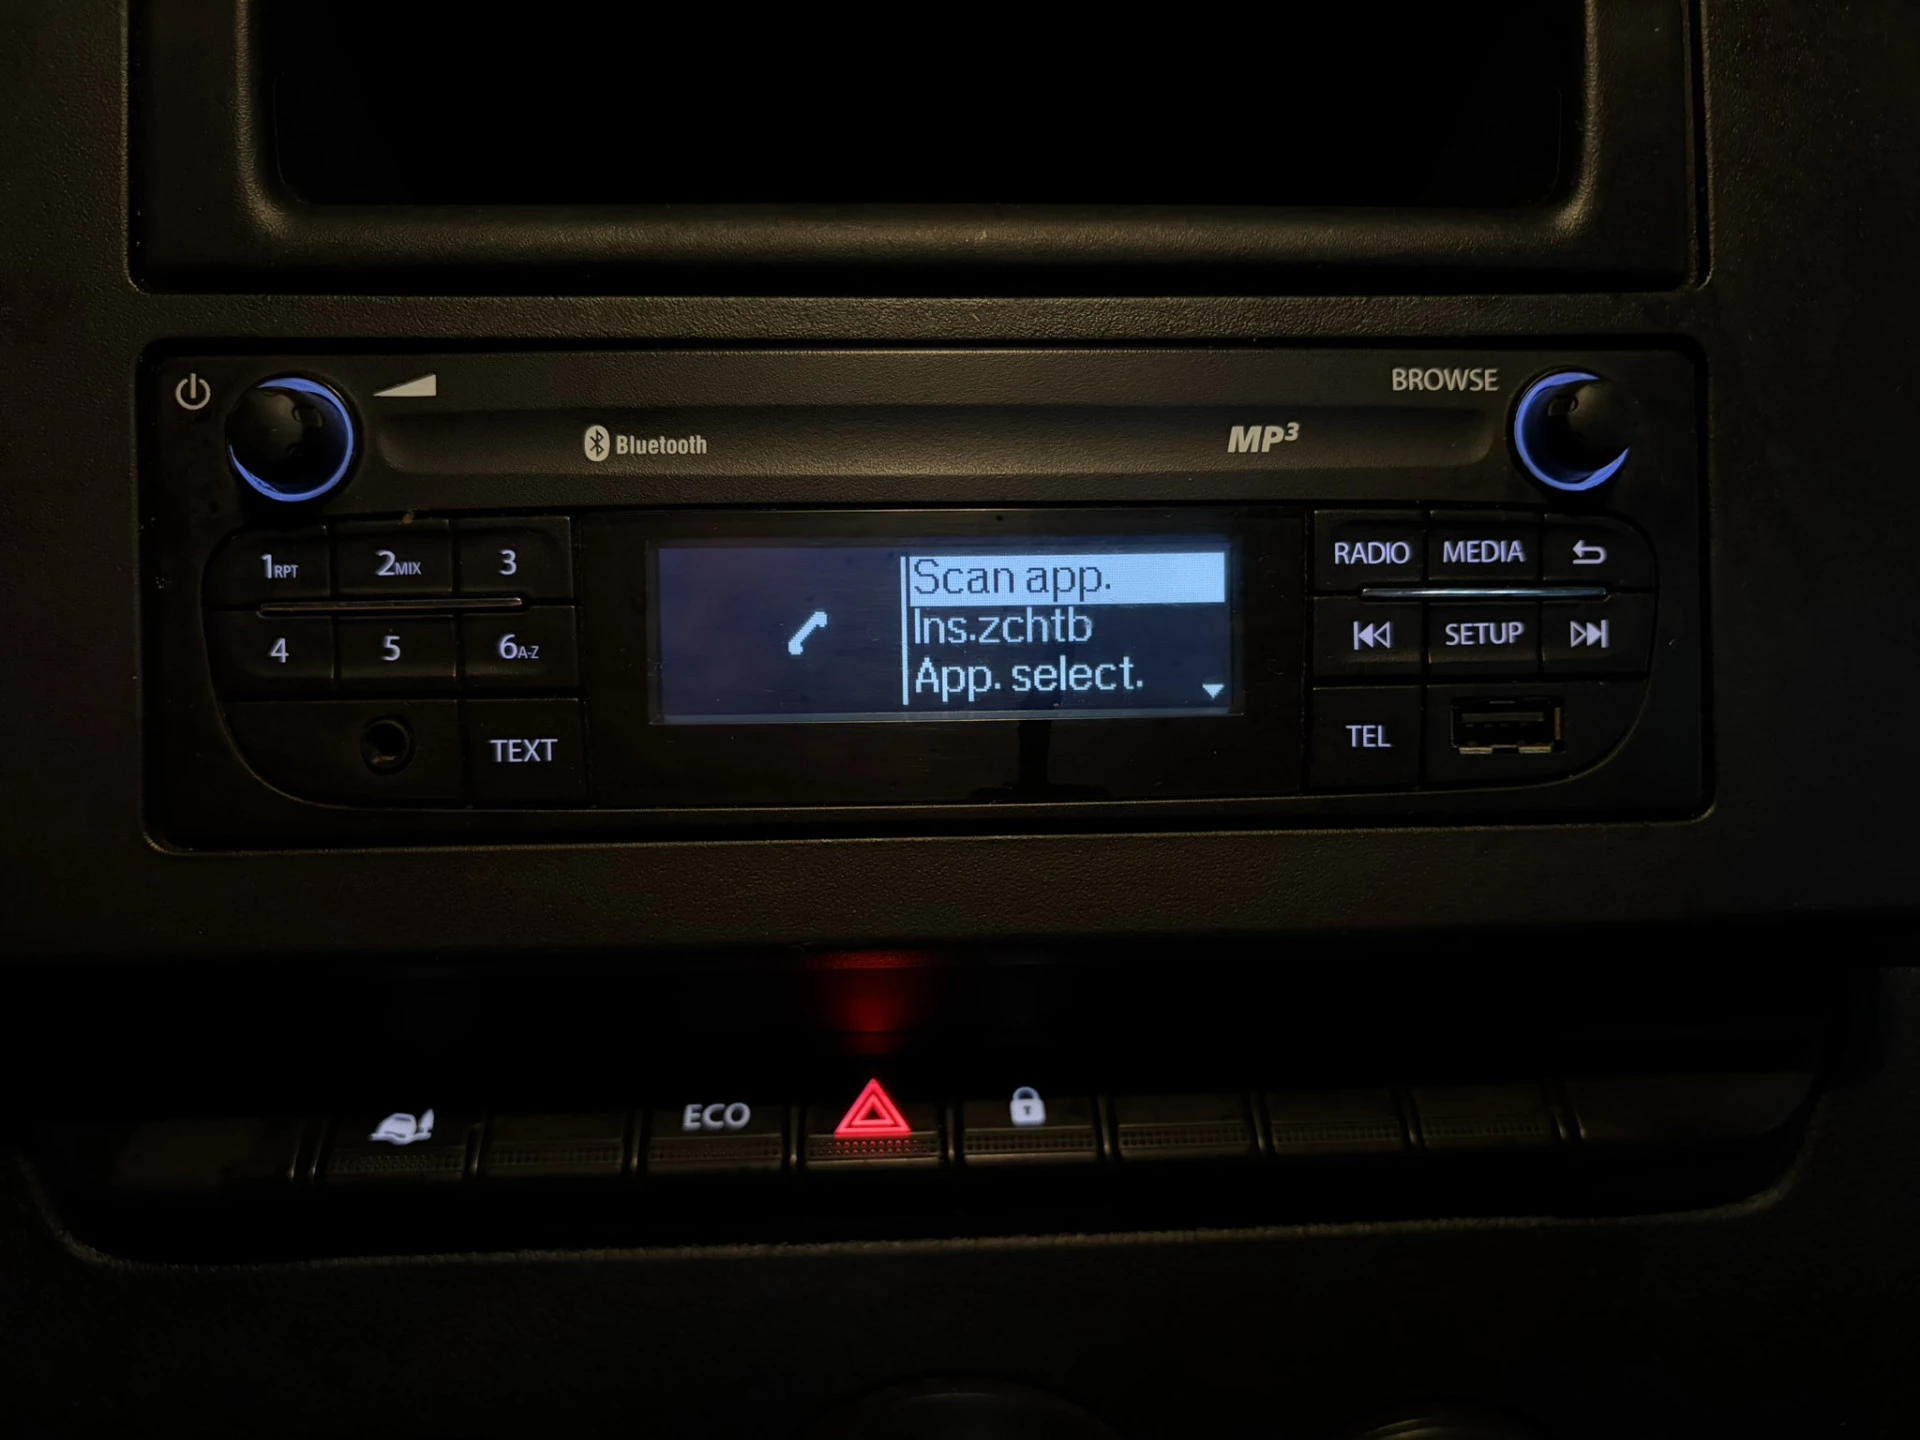 BROWSE
Bluetooth
MP3
1RPT 2MIX 3
4 5 6A-Z
TEXT
Scan app.
Ins.zchtb
App. select.
RADIO MEDIA
SETUP
TEL
ECO